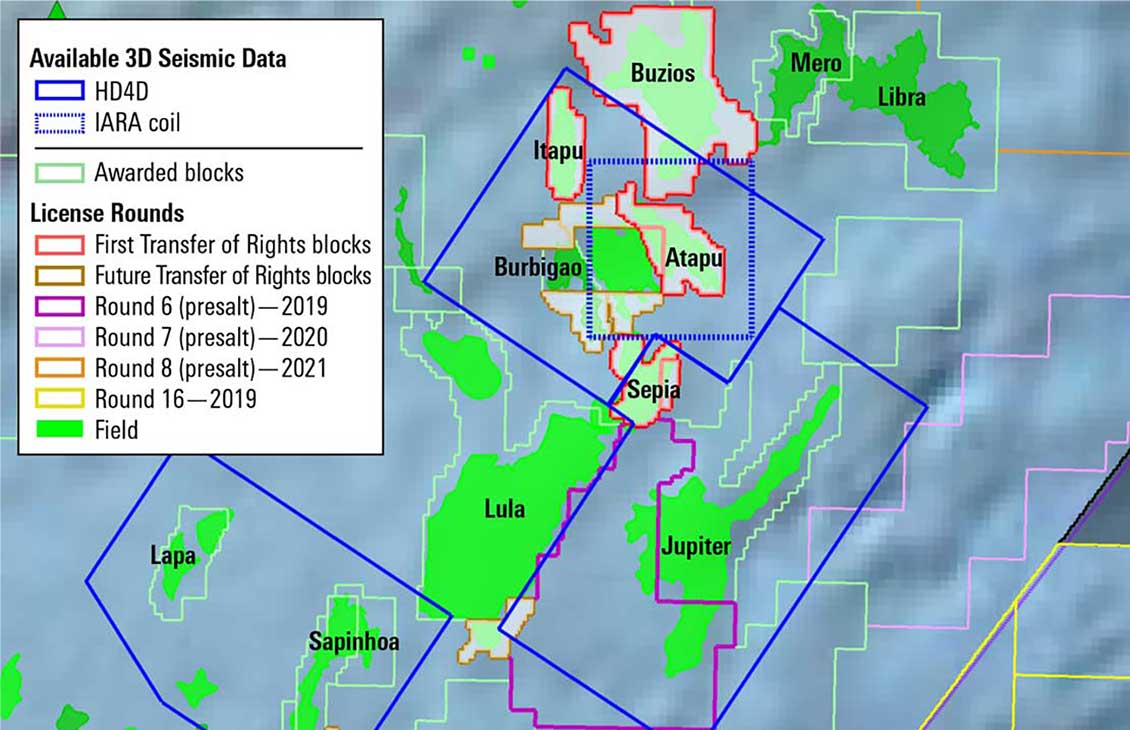 Available 3D Seismic Data
HD4D
IARA coil
Awarded blocks
License Rounds
First Transfer of Rights blocks
Future Transfer of Rights blocks
Round 6 (presalt)—2019
Round 7 (presalt)—2020
Round 8 (presalt)—2021
Round 16—2019
Field
Buzios
Mero
Libra
Itapu
Burbigao
Atapu
Sepia
Lula
Jupiter
Lapa
Sapinhoa